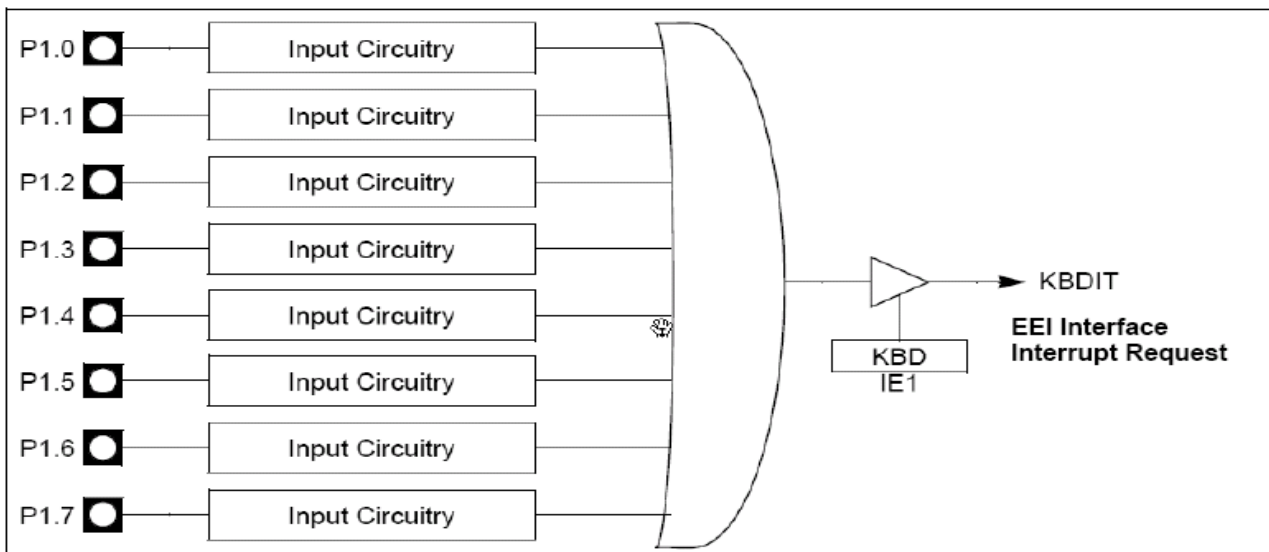 P1.0 Input Circuitry
P1.1 Input Circuitry
P1.2 Input Circuitry
P1.3 Input Circuitry
P1.4 Input Circuitry
P1.5 Input Circuitry
P1.6 Input Circuitry
P1.7 Input Circuitry
KBDIT
EEI Interface
Interrupt Request
KBD
IE1